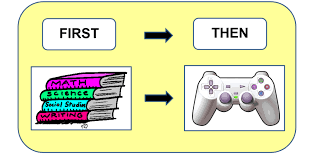 FIRST
THEN
MATH
Science
Social Studies
WRITING